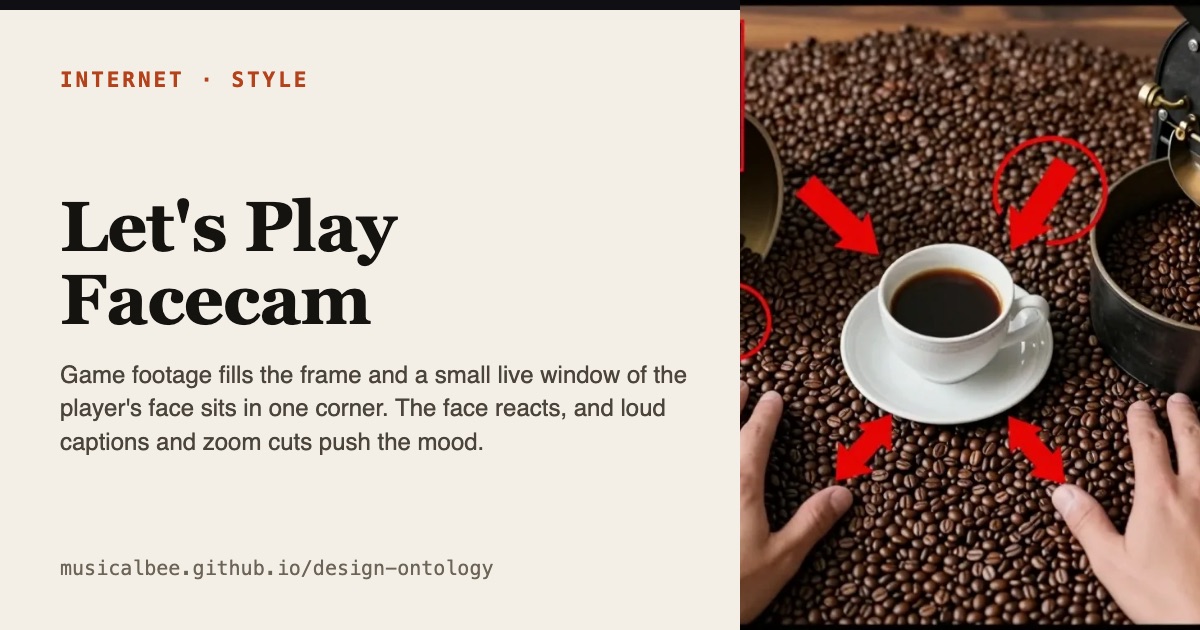 INTERNET · STYLE
Let's Play
Facecam
Game footage fills the frame and a small live window of the
player's face sits in one corner. The face reacts, and loud
captions and zoom cuts push the mood.
musicalbee.github.io/design-ontology